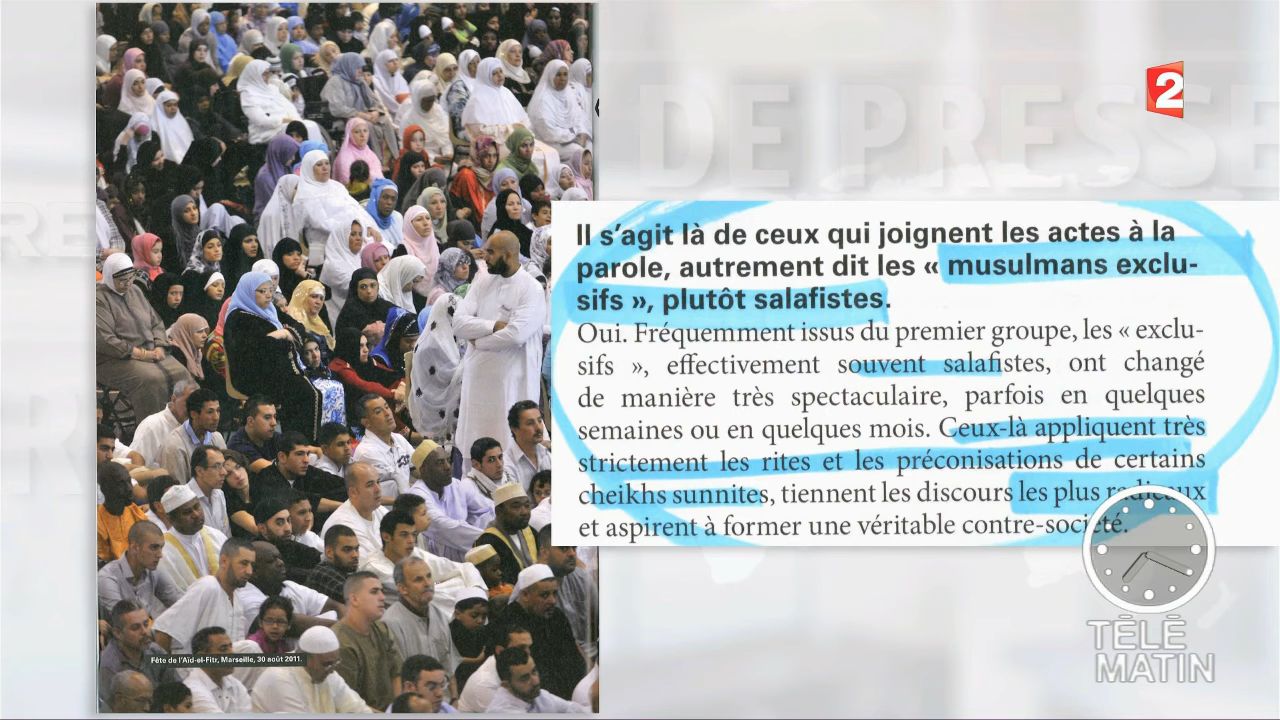 2
DE PRESSE
RE
R
Il s'agit là de ceux qui joignent les actes à la
parole, autrement dit les « musulmans exclu-
sifs », plutôt salafistes.
Oui. Fréquemment issus du premier groupe, les « exclu-
sifs », effectivement souvent salafistes, ont changé
de manière très spectaculaire, parfois en quelques
semaines ou en quelques mois. Ceux-là appliquent très
strictement les rites et les préconisations de certains
cheikhs sunnites, tiennent les discours les plus radicaux
et aspirent à former une véritable contre-société.
Fête de l'Aïd-el-Fitr, Marseille, 30 août 2011.
TÉLÉ
MATIN